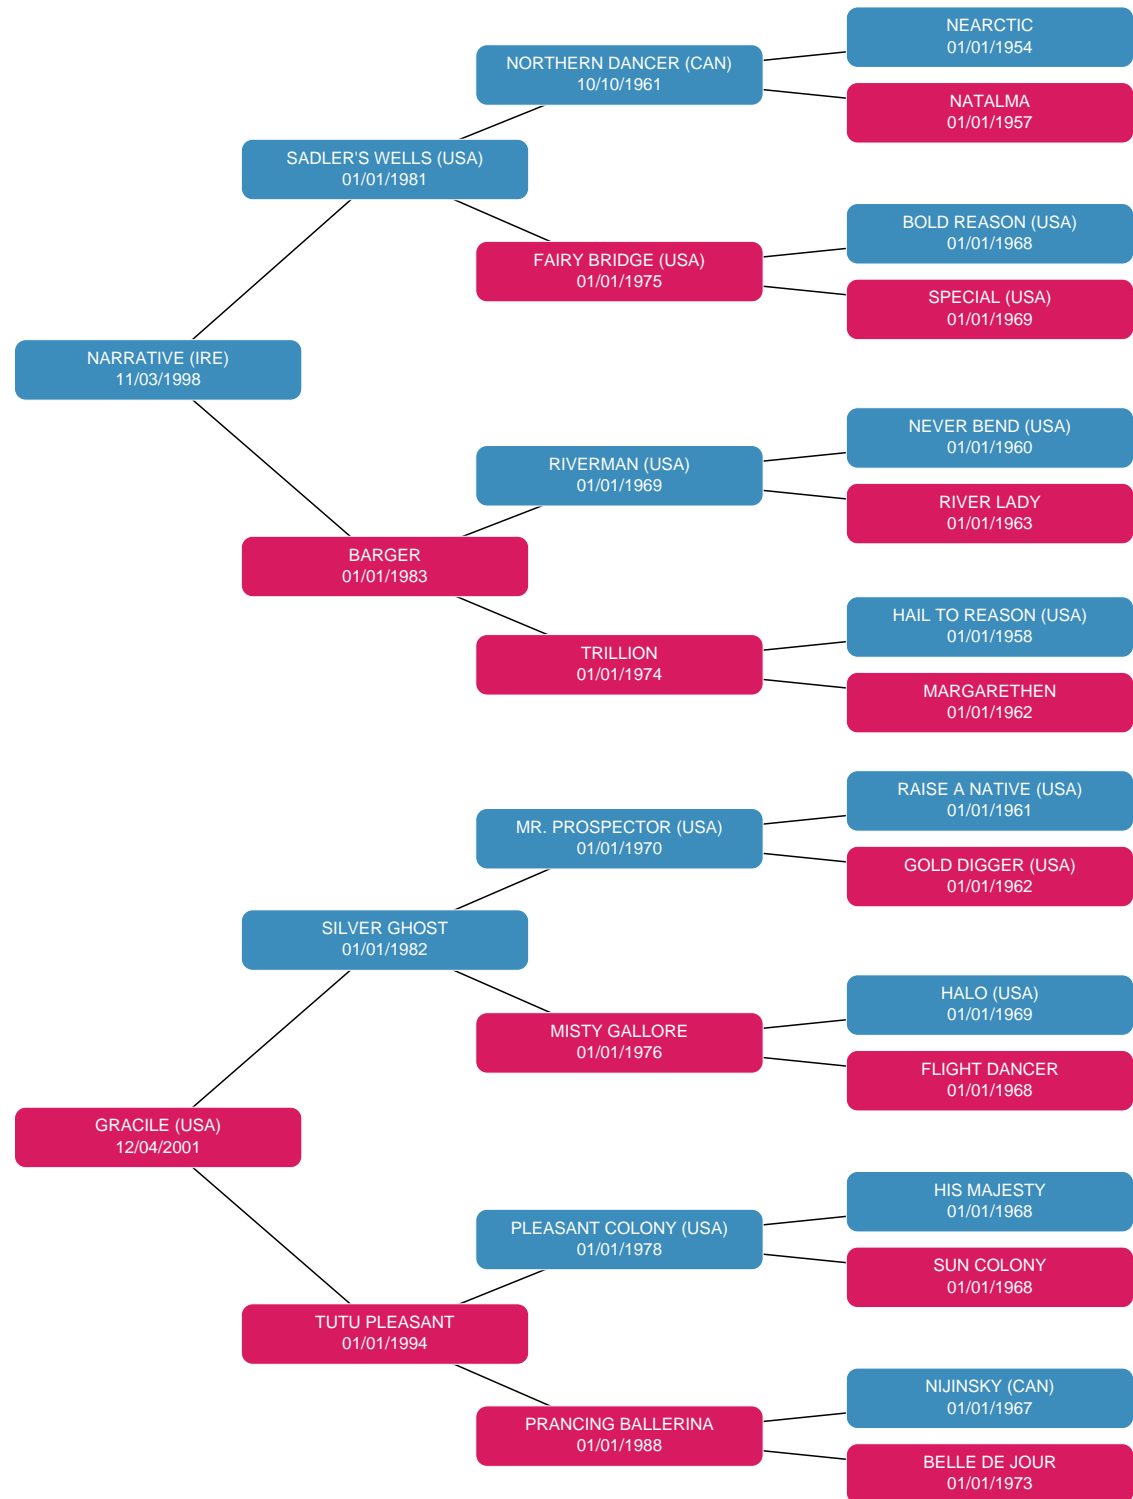 NEARCTIC
01/01/1954
NORTHERN DANCER (CAN)
10/10/1961
NATALMA
01/01/1957
SADLER'S WELLS (USA)
01/01/1981
BOLD REASON (USA)
01/01/1968
FAIRY BRIDGE (USA)
01/01/1975
SPECIAL (USA)
01/01/1969
NARRATIVE (IRE)
11/03/1998
NEVER BEND (USA)
01/01/1960
RIVERMAN (USA)
01/01/1969
RIVER LADY
01/01/1963
BARGER
01/01/1983
HAIL TO REASON (USA)
01/01/1958
TRILLION
01/01/1974
MARGARETHEN
01/01/1962
RAISE A NATIVE (USA)
01/01/1961
MR. PROSPECTOR (USA)
01/01/1970
GOLD DIGGER (USA)
01/01/1962
SILVER GHOST
01/01/1982
HALO (USA)
01/01/1969
MISTY GALLORE
01/01/1976
FLIGHT DANCER
01/01/1968
GRACILE (USA)
12/04/2001
HIS MAJESTY
01/01/1968
PLEASANT COLONY (USA)
01/01/1978
SUN COLONY
01/01/1968
TUTU PLEASANT
01/01/1994
NIJINSKY (CAN)
01/01/1967
PRANCING BALLERINA
01/01/1988
BELLE DE JOUR
01/01/1973